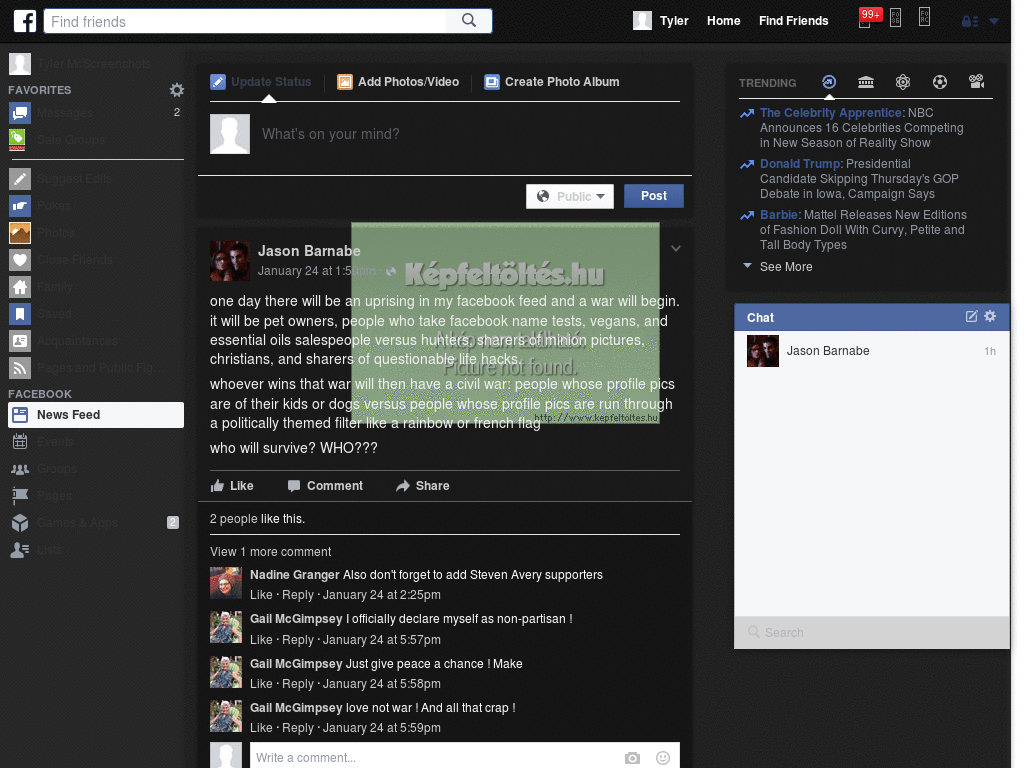 f
Find friends
Tyler
Home
Find Friends
99+
Tyler McScreenshots
FAVORITES
Messages
2
Sale Groups
Suggest Edits
Pokes
Photos
Close Friends
Family
Saved
Acquaintances
Pages and Public Fig...
FACEBOOK
News Feed
Events
Groups
Pages
Games & Apps
2
Lists
Update Status
Add Photos/Video
Create Photo Album
What's on your mind?
Public
Post
Jason Barnabe
January 24 at 1:5 pm ·
one day there will be an uprising in my facebook feed and a war will begin.
it will be pet owners, people who take facebook name tests, vegans, and
essential oils salespeople versus hunters, sharers of minion pictures,
christians, and sharers of questionable life hacks.
whoever wins that war will then have a civil war: people whose profile pics
are of their kids or dogs versus people whose profile pics are run through
a politically themed filter like a rainbow or french flag
who will survive? WHO???
Képfeltöltés.hu
A kép nem található.
Picture not found.
http://www.kepfeltoltes.hu
Like
Comment
Share
2 people like this.
View 1 more comment
Nadine Granger Also don't forget to add Steven Avery supporters
Like · Reply · January 24 at 2:25pm
Gail McGimpsey I officially declare myself as non-partisan !
Like · Reply · January 24 at 5:57pm
Gail McGimpsey Just give peace a chance ! Make
Like · Reply · January 24 at 5:58pm
Gail McGimpsey love not war ! And all that crap !
Like · Reply · January 24 at 5:59pm
Write a comment...
TRENDING
The Celebrity Apprentice: NBC
Announces 16 Celebrities Competing
in New Season of Reality Show
Donald Trump: Presidential
Candidate Skipping Thursday's GOP
Debate in Iowa, Campaign Says
Barbie: Mattel Releases New Editions
of Fashion Doll With Curvy, Petite and
Tall Body Types
See More
Chat
Jason Barnabe
1h
Search